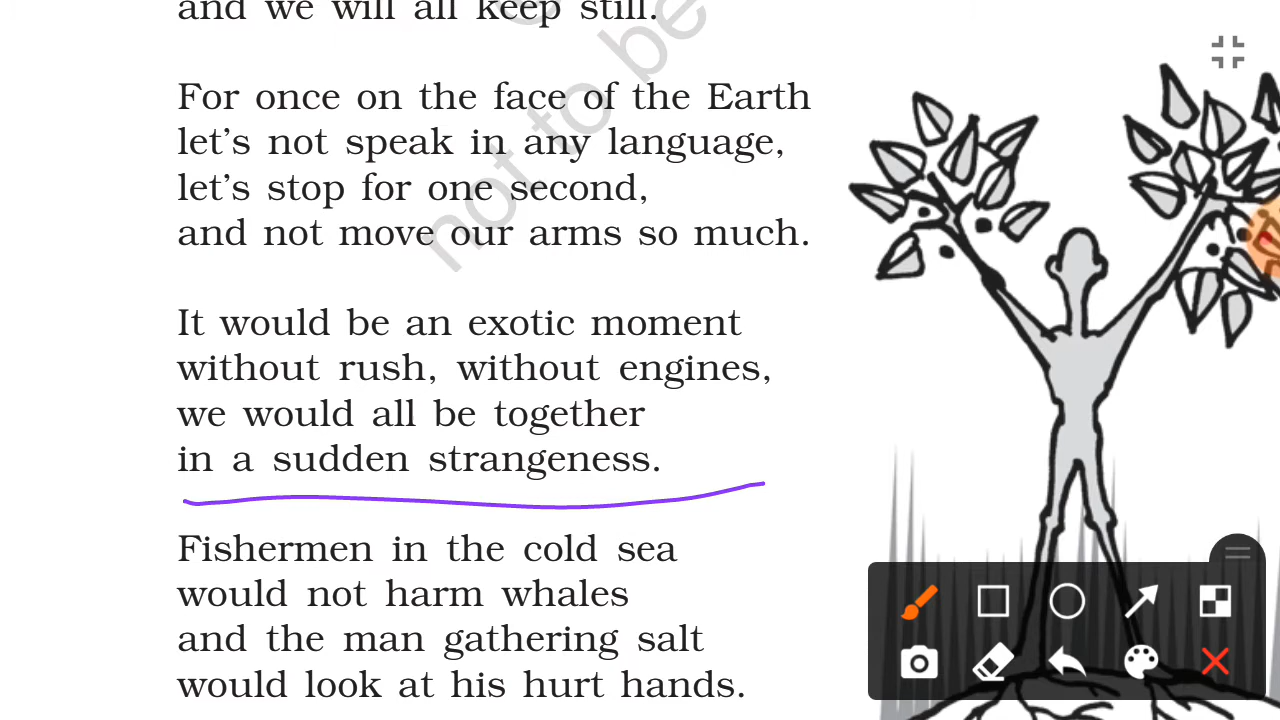 and we will all keep still.
For once on the face of the Earth
let's not speak in any language,
let's stop for one second,
and not move our arms so much.
It would be an exotic moment
without rush, without engines,
we would all be together
in a sudden strangeness.
Fishermen in the cold sea
would not harm whales
and the man gathering salt
would look at his hurt hands.
not to be